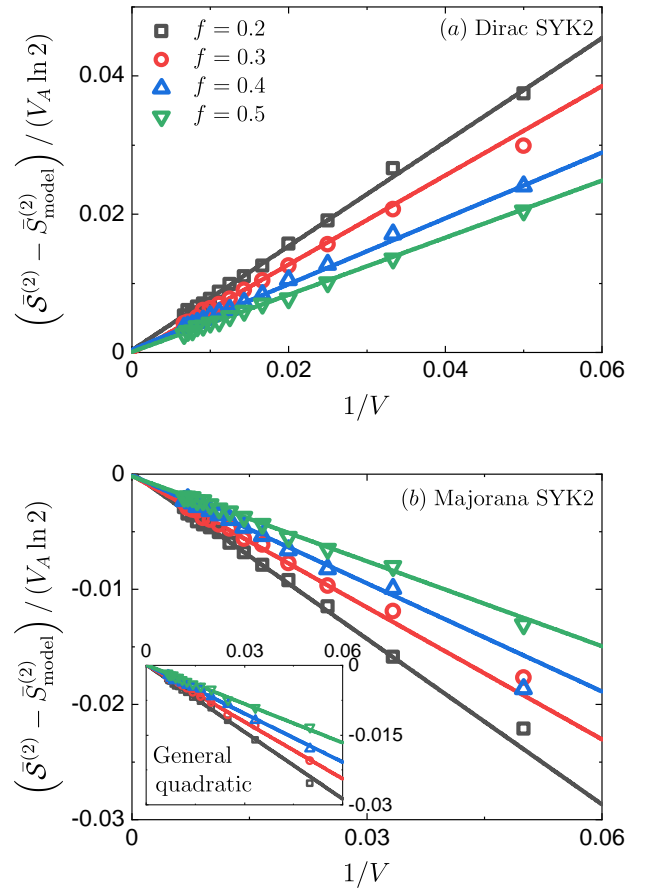 (a) Dirac SYK2
f = 0.2
f = 0.3
f = 0.4
f = 0.5
(𝒮̄⁽²⁾ − S̄⁽²⁾_model) / (V_A ln 2)
0.04
0.02
0
0 0.02 0.04 0.06
1/V
(b) Majorana SYK2
(𝒮̄⁽²⁾ − S̄⁽²⁾_model) / (V_A ln 2)
0
-0.01
-0.02
-0.03
0 0.02 0.04 0.06
0
-0.015
-0.03
General
quadratic
0 0.03 0.06
1/V